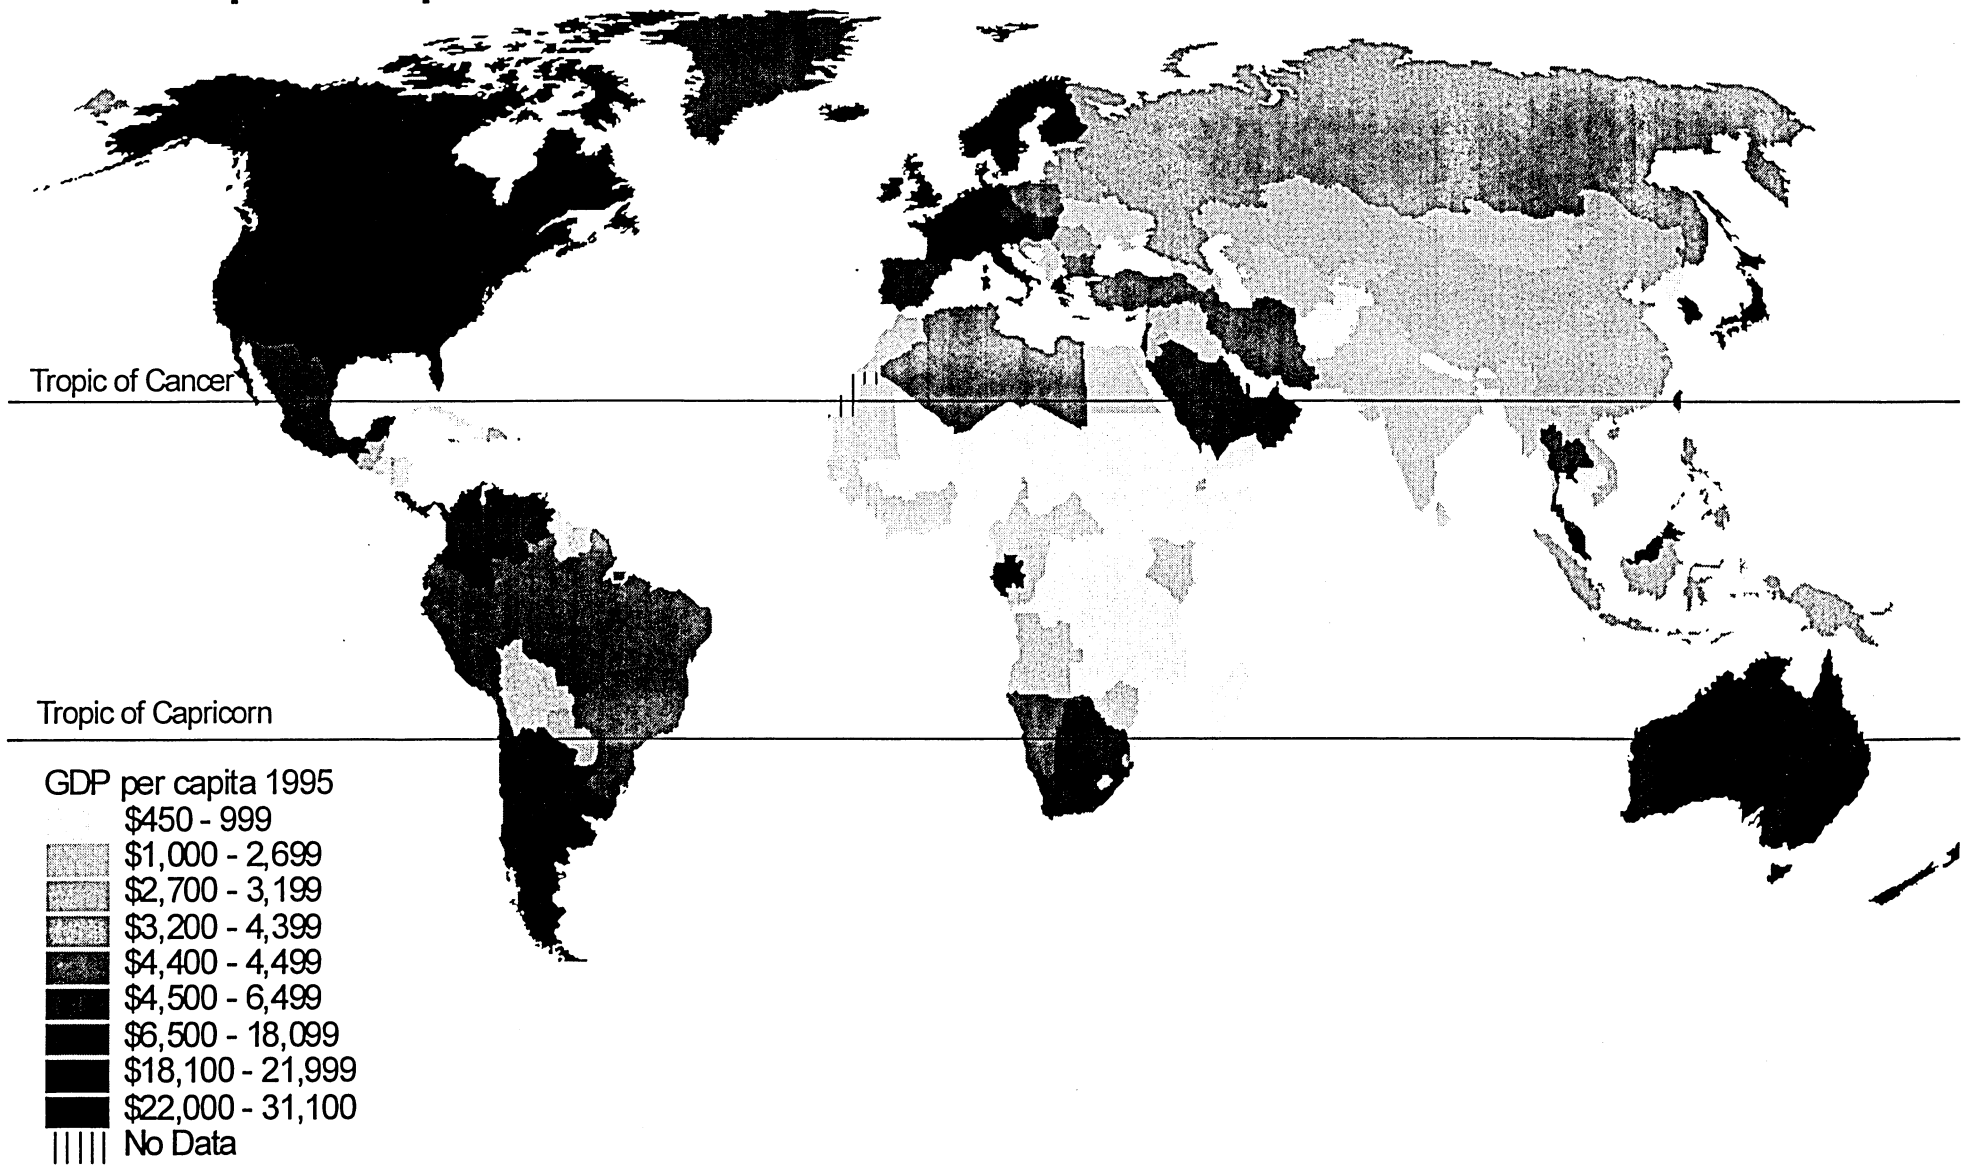 Tropic of Cancer
Tropic of Capricorn
GDP per capita 1995
$450 - 999
$1,000 - 2,699
$2,700 - 3,199
$3,200 - 4,399
$4,400 - 4,499
$4,500 - 6,499
$6,500 - 18,099
$18,100 - 21,999
$22,000 - 31,100
No Data